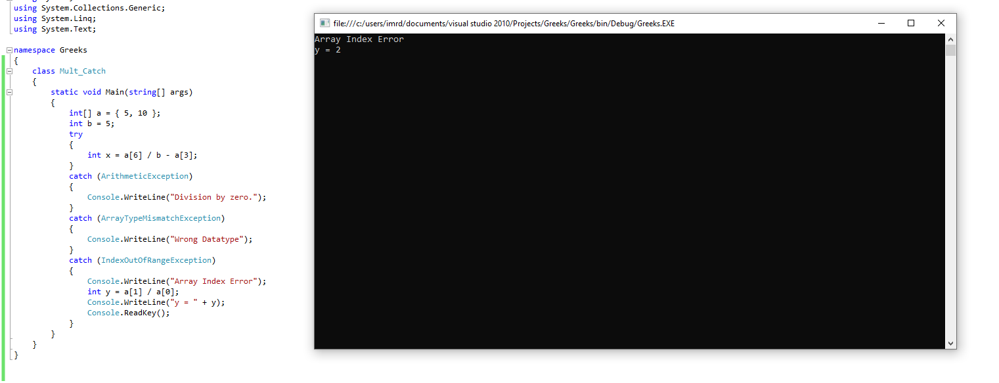 using System.Collections.Generic;
using System.Linq;
using System.Text;
namespace Greeks
{
class Mult_Catch
{
static void Main(string[] args)
{
int[] a = { 5, 10 };
int b = 5;
try
{
int x = a[6] / b - a[3];
}
catch (ArithmeticException)
{
Console.WriteLine("Division by zero.");
}
catch (ArrayTypeMismatchException)
{
Console.WriteLine("Wrong Datatype");
}
catch (IndexOutOfRangeException)
{
Console.WriteLine("Array Index Error");
int y = a[1] / a[0];
Console.WriteLine("y = " + y);
Console.ReadKey();
}
}
}
}
file:///c:/users/imrd/documents/visual studio 2010/Projects/Greeks/Greeks/bin/Debug/Greeks.EXE
Array Index Error
y = 2